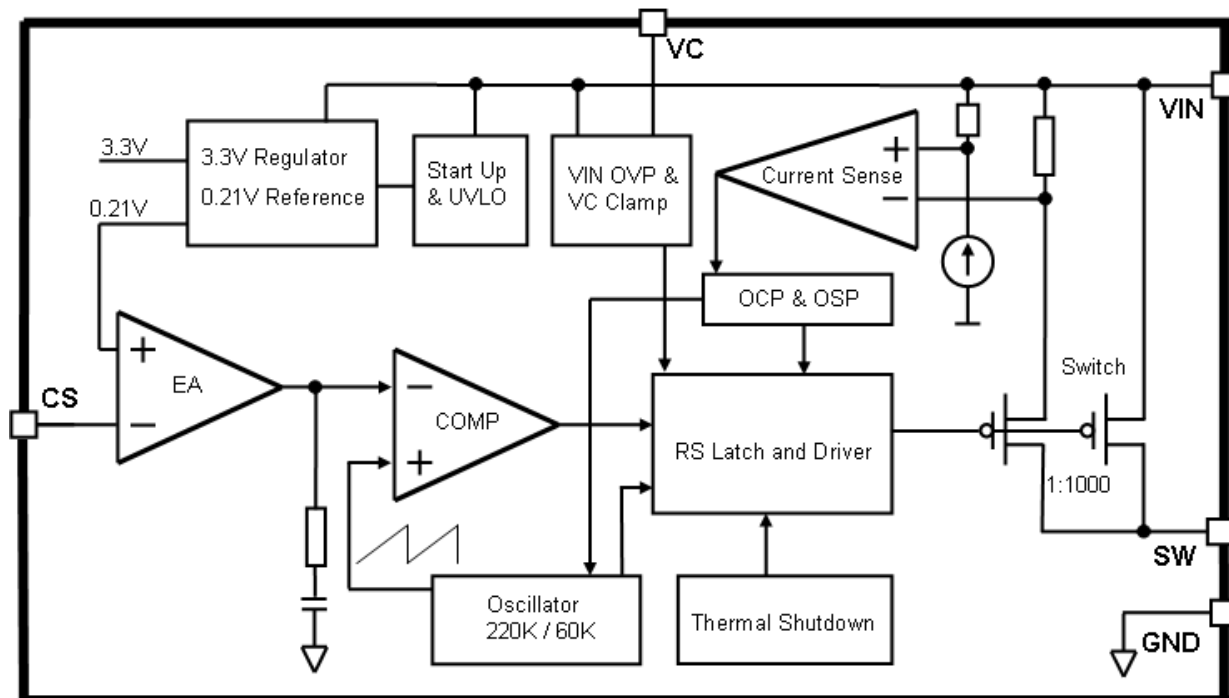 VC
VIN
3.3V
3.3V Regulator
0.21V Reference
Start Up
& UVLO
VIN OVP &
VC Clamp
+
Current Sense
−
0.21V
OCP & OSP
+
EA
−
CS
−
COMP
+
RS Latch and Driver
Switch
1:1000
SW
Oscillator
220K / 60K
Thermal Shutdown
GND